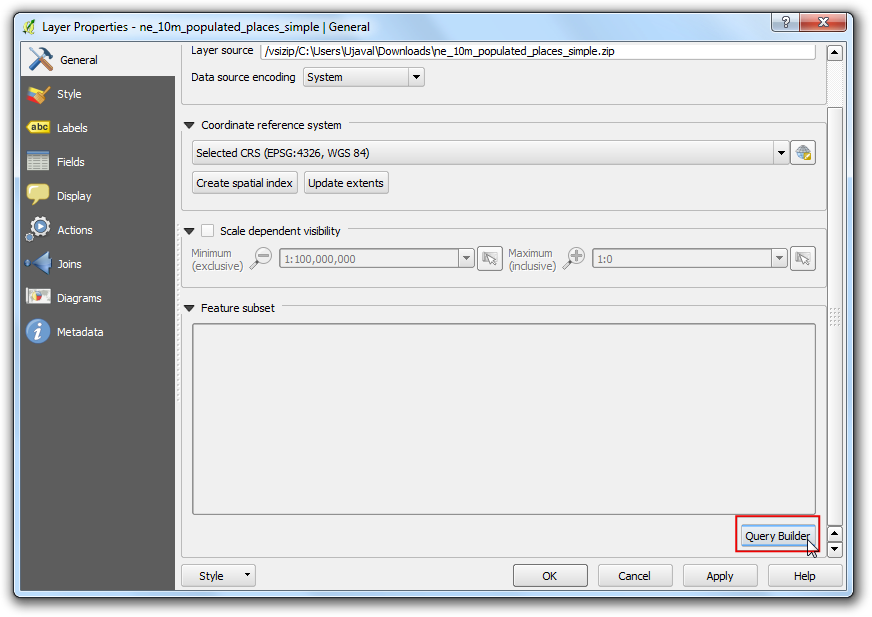 Layer Properties - ne_10m_populated_places_simple | General
?
General
Style
abc
Labels
Fields
Display
Actions
Joins
Diagrams
i
Metadata
Layer source /vsizip/C:\Users\Ujaval\Downloads\ne_10m_populated_places_simple.zip
Data source encoding System
Coordinate reference system
Selected CRS (EPSG:4326, WGS 84)
Create spatial index Update extents
Scale dependent visibility
Minimum (exclusive) 1:100,000,000 Maximum (inclusive) 1:0
Feature subset
Query Builder
Style OK Cancel Apply Help